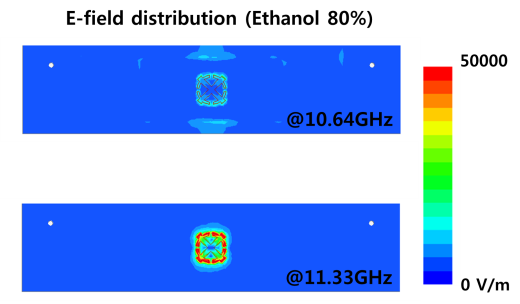 E-field distribution (Ethanol 80%)
50000
@10.64GHz
@11.33GHz
0 V/m